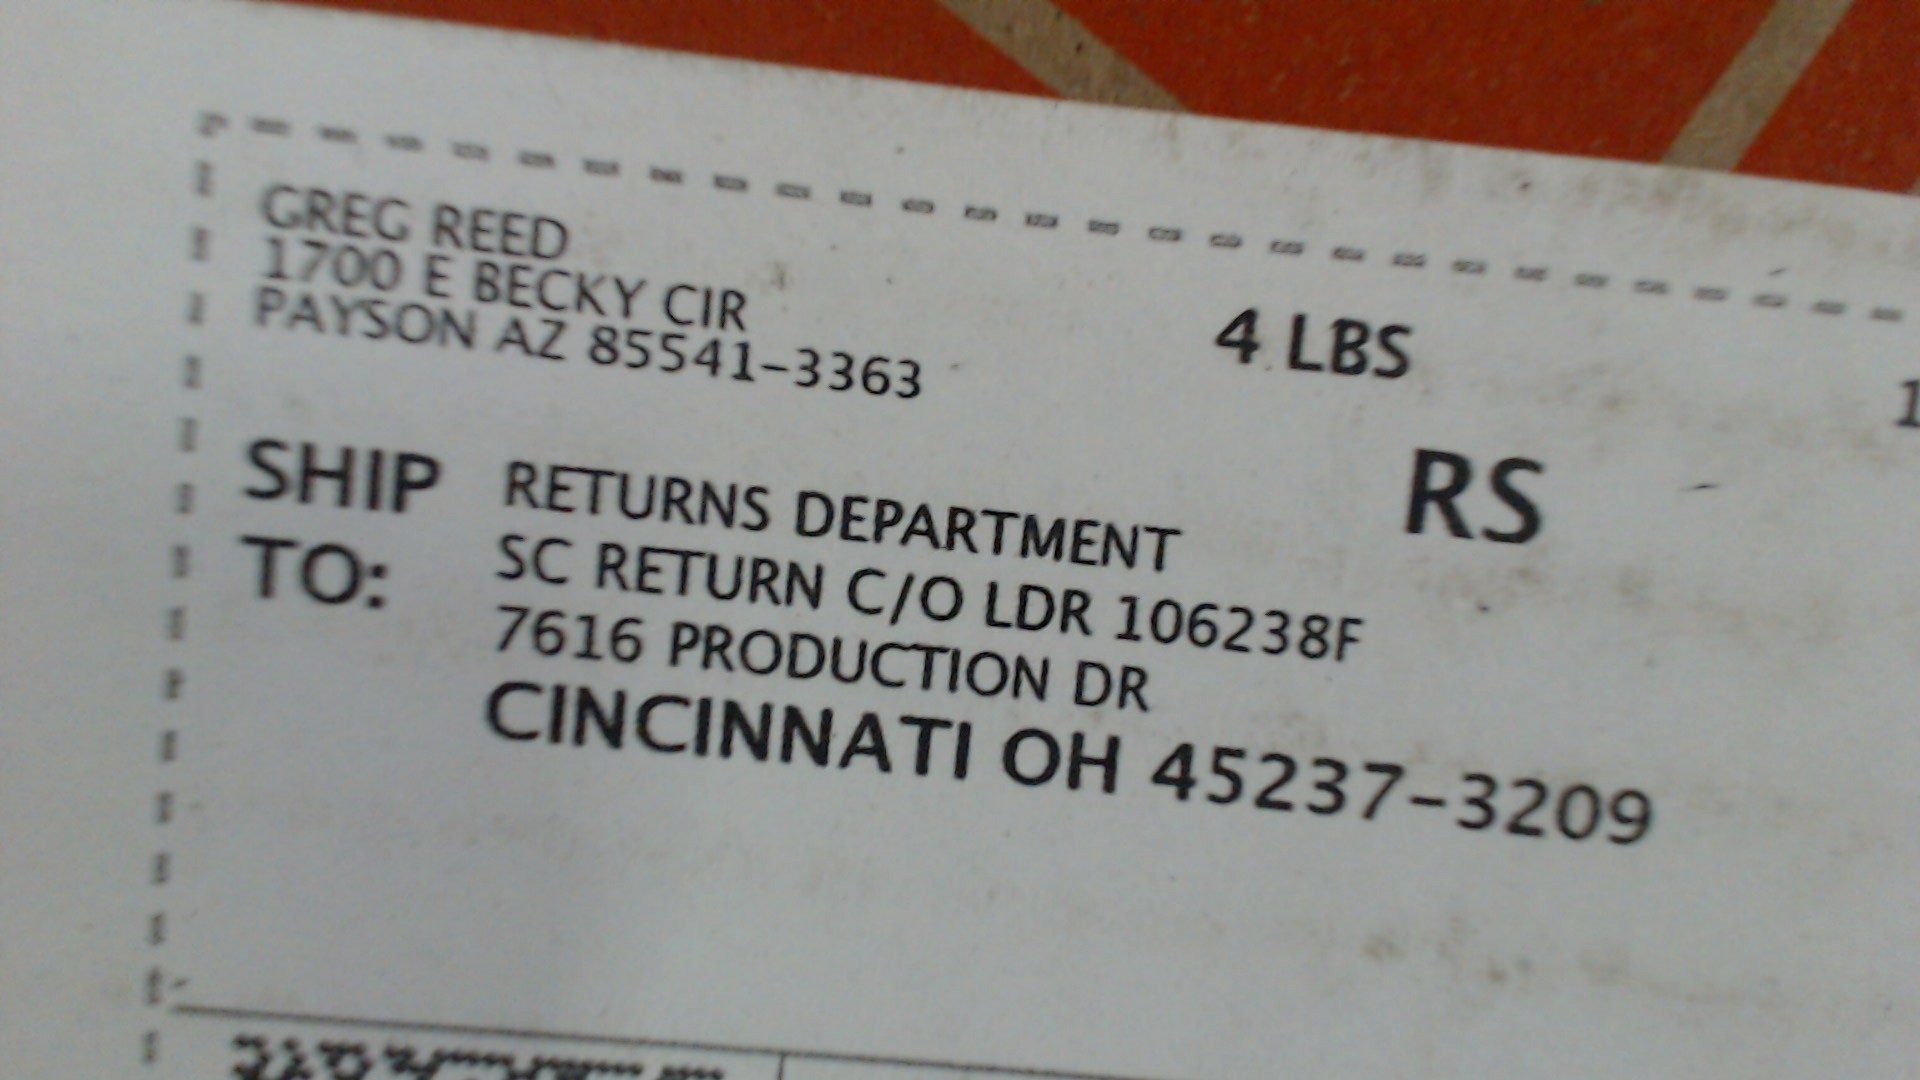 GREG REED
1700 E BECKY CIR
PAYSON AZ 85541-3363
4 LBS
1
RS
SHIP TO:
RETURNS DEPARTMENT
SC RETURN C/O LDR 106238F
7616 PRODUCTION DR
CINCINNATI OH 45237-3209